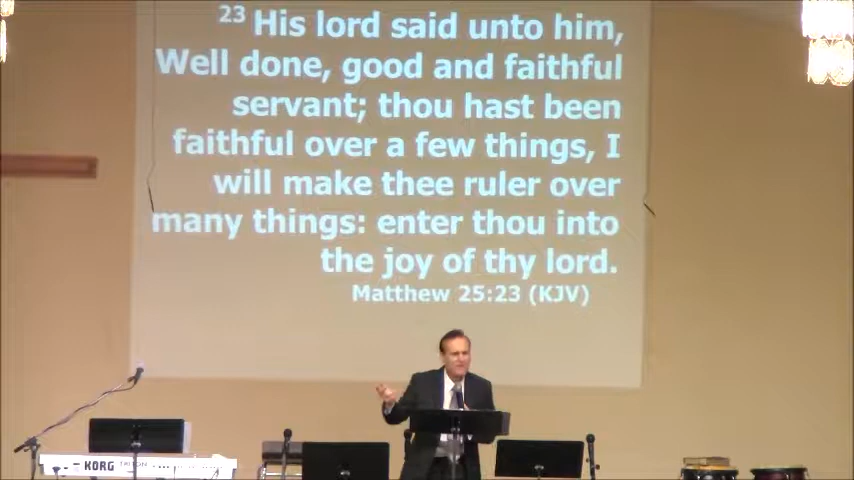 23 His lord said unto him,
Well done, good and faithful
servant; thou hast been
faithful over a few things, I
will make thee ruler over
many things: enter thou into
the joy of thy lord.
Matthew 25:23 (KJV)
KORG TRITON